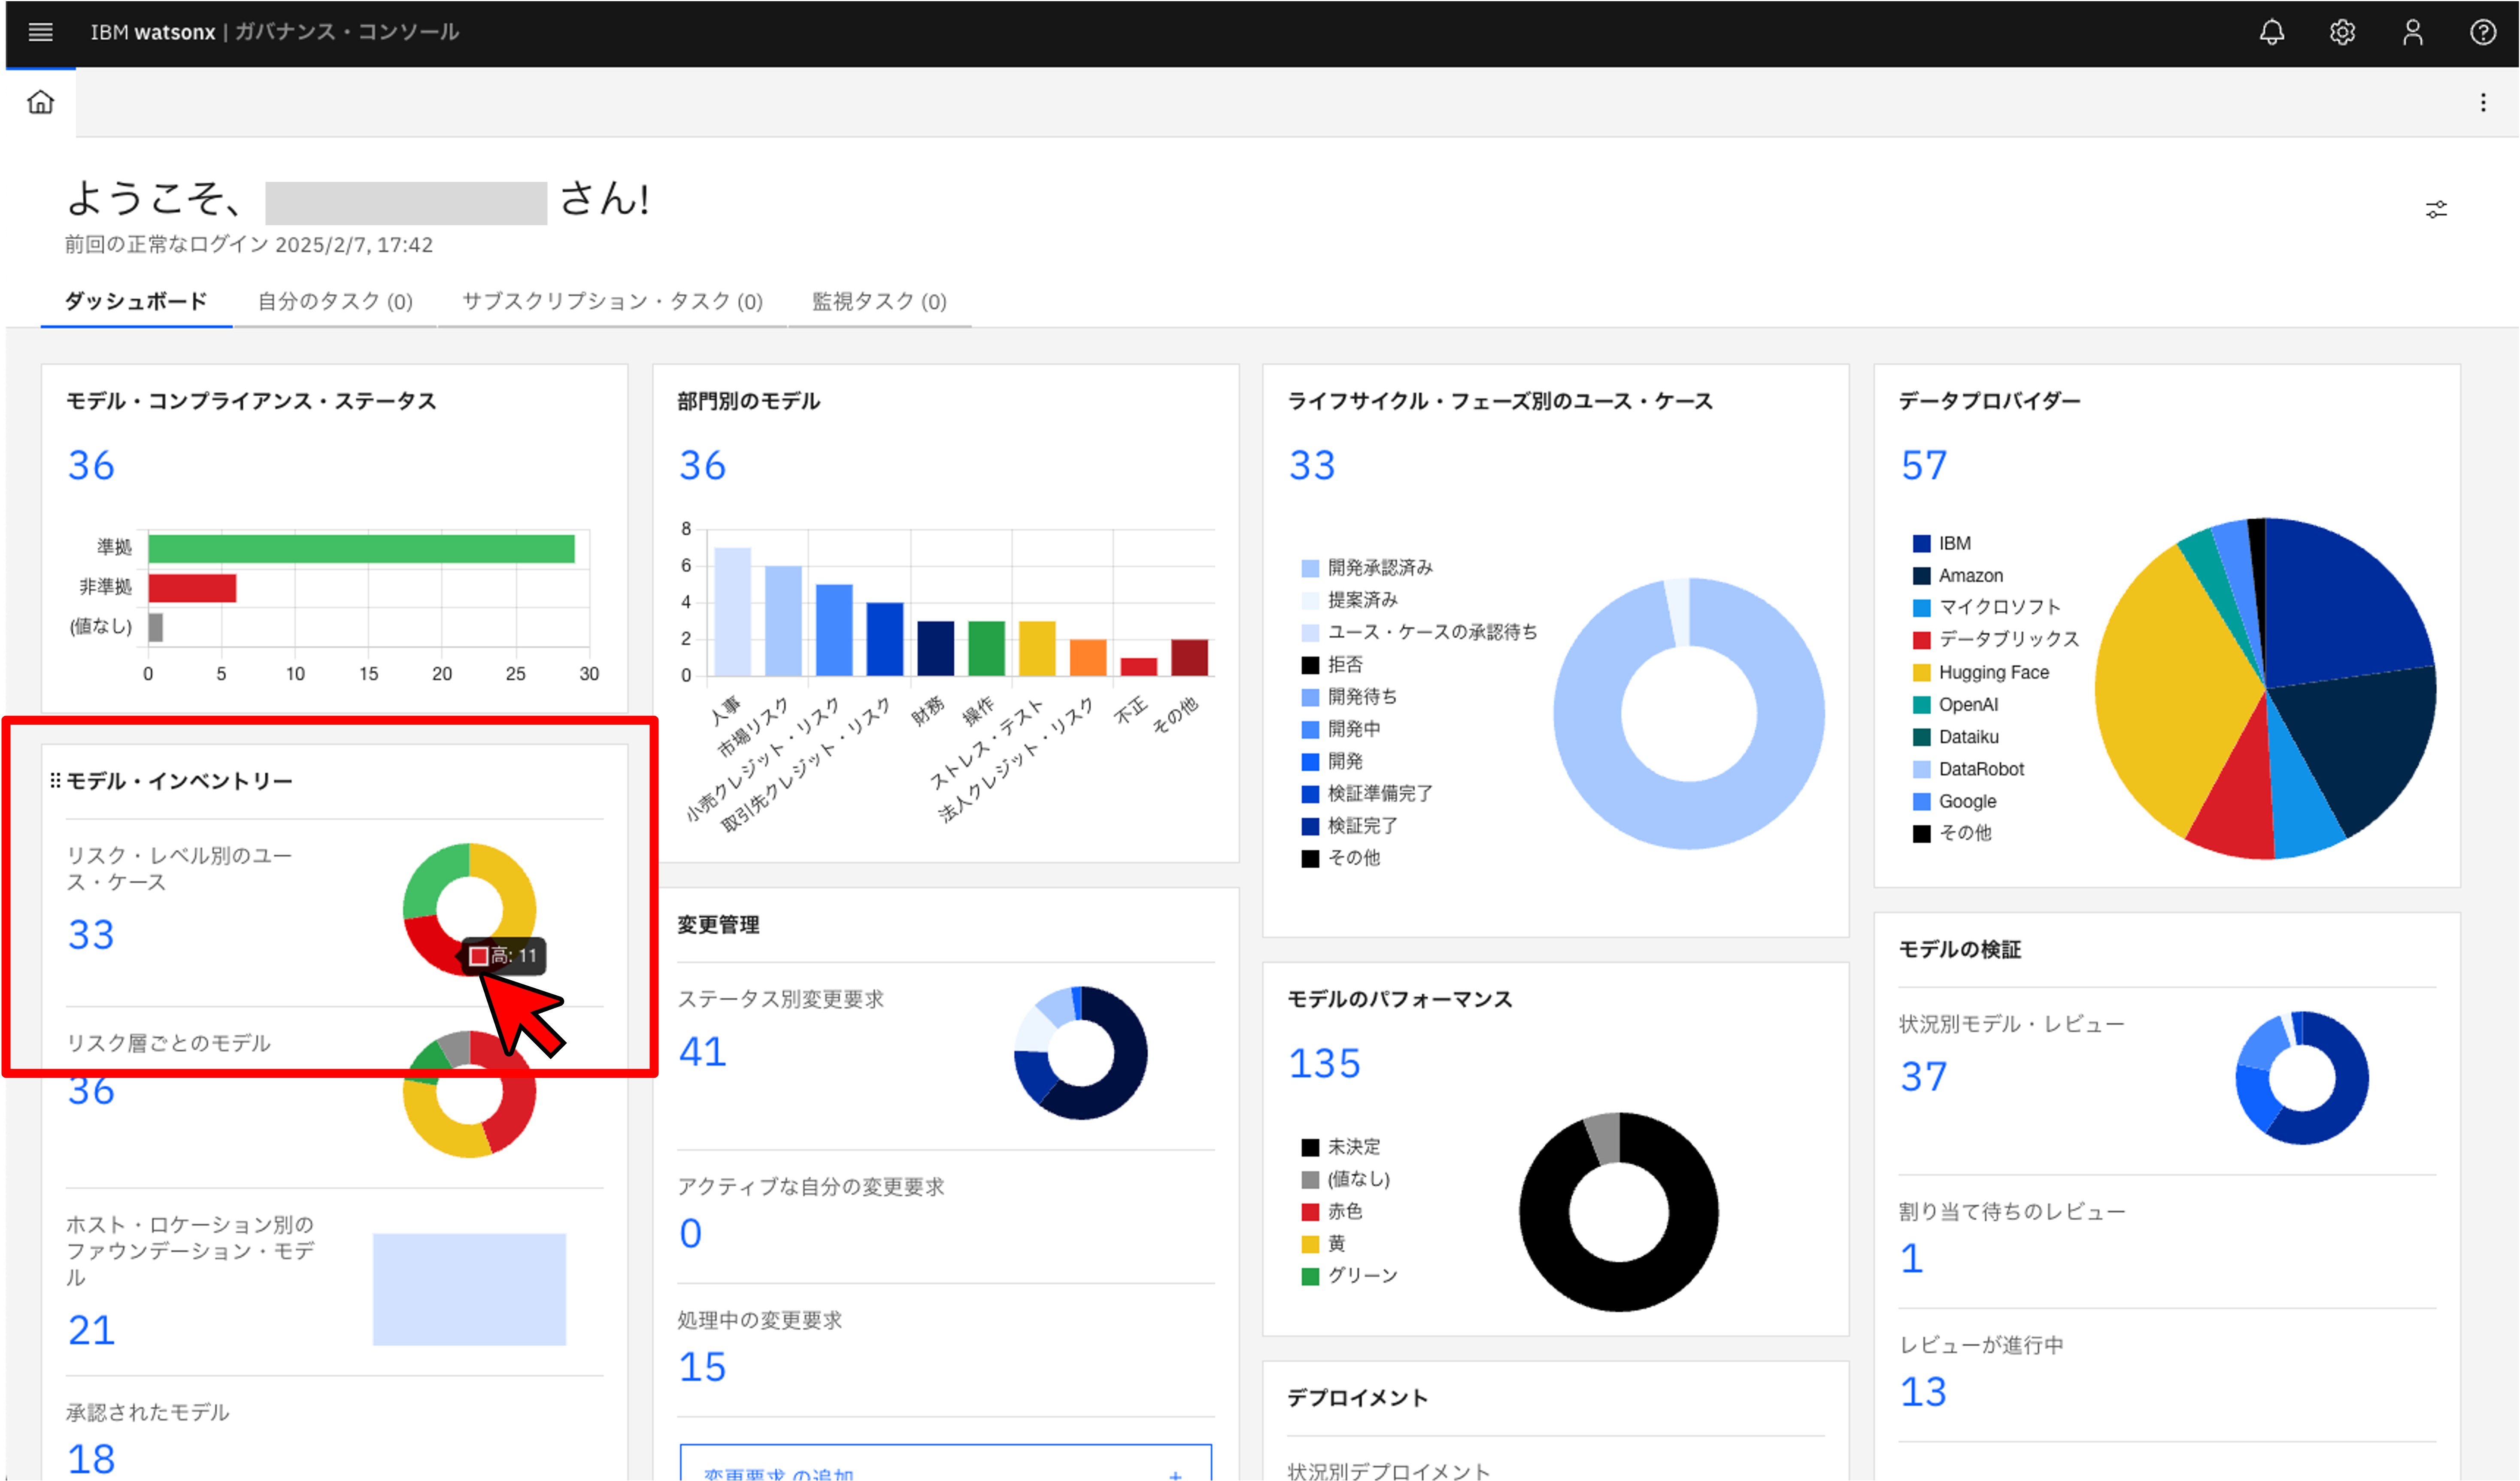 IBM watsonx | ガバナンス・コンソール
ようこそ、 さん!
前回の正常なログイン 2025/2/7, 17:42
ダッシュボード
自分のタスク (0)
サブスクリプション・タスク (0)
監視タスク (0)
モデル・コンプライアンス・ステータス
36
準拠
非準拠
(値なし)
0 5 10 15 20 25 30
モデル・インベントリー
リスク・レベル別のユー
ス・ケース
33
高: 11
リスク層ごとのモデル
36
ホスト・ロケーション別の
ファウンデーション・モデ
ル
21
承認されたモデル
18
部門別のモデル
36
8
6
4
2
0
人事
市場リスク
小売クレジット・リスク
取引先クレジット・リスク
財務
操作
ストレス・テスト
法人クレジット・リスク
不正
その他
変更管理
ステータス別変更要求
41
アクティブな自分の変更要求
0
処理中の変更要求
15
変更要求 の追加 +
ライフサイクル・フェーズ別のユース・ケース
33
開発承認済み
提案済み
ユース・ケースの承認待ち
拒否
開発待ち
開発中
開発
検証準備完了
検証完了
その他
モデルのパフォーマンス
135
未決定
(値なし)
赤色
黄
グリーン
デプロイメント
状況別デプロイメント
データプロバイダー
57
IBM
Amazon
マイクロソフト
データブリックス
Hugging Face
OpenAI
Dataiku
DataRobot
Google
その他
モデルの検証
状況別モデル・レビュー
37
割り当て待ちのレビュー
1
レビューが進行中
13